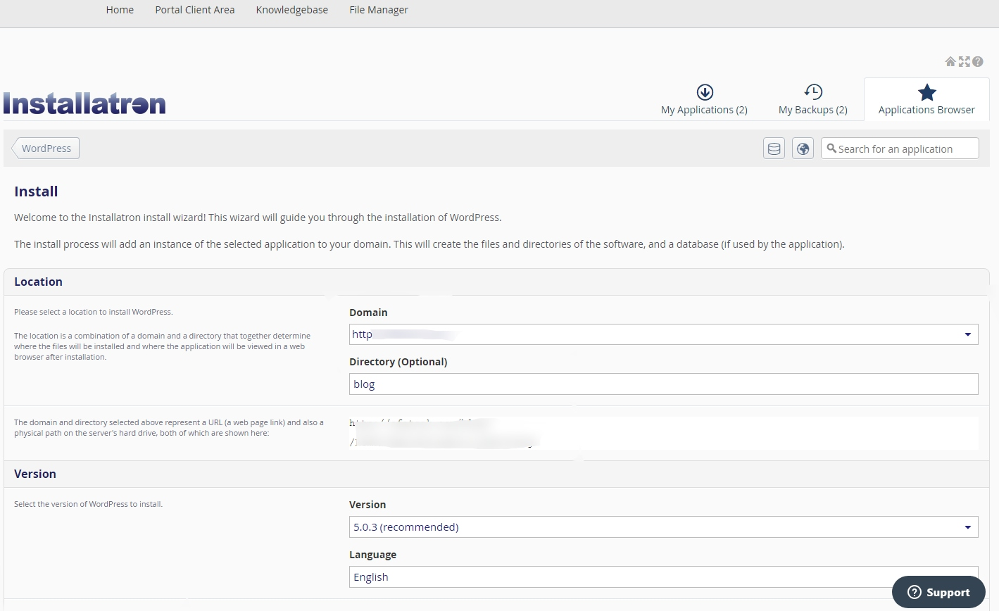 Home Portal Client Area Knowledgebase File Manager
Installatron
My Applications (2) My Backups (2) Applications Browser
WordPress
Search for an application
Install
Welcome to the Installatron install wizard! This wizard will guide you through the installation of WordPress.
The install process will add an instance of the selected application to your domain. This will create the files and directories of the software, and a database (if used by the application).
Location
Please select a location to install WordPress.
The location is a combination of a domain and a directory that together determine
where the files will be installed and where the application will be viewed in a web
browser after installation.
Domain
http
Directory (Optional)
blog
The domain and directory selected above represent a URL (a web page link) and also a
physical path on the server's hard drive, both of which are shown here:
Version
Select the version of WordPress to install.
Version
5.0.3 (recommended)
Language
English
Support